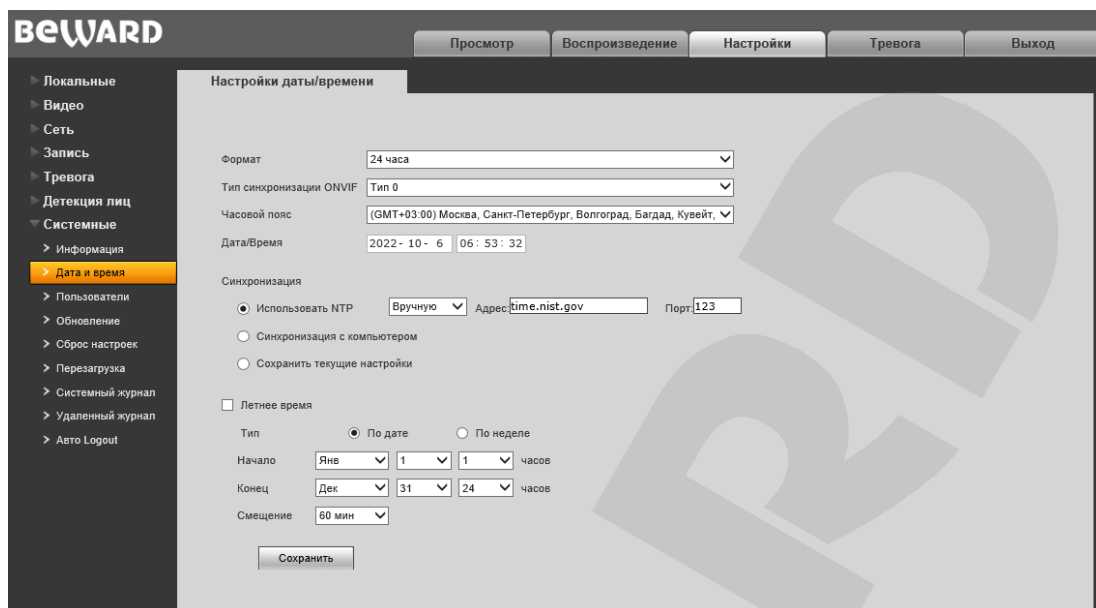 BEWARD
Просмотр Воспроизведение Настройки Тревога Выход
Локальные
Видео
Сеть
Запись
Тревога
Детекция лиц
Системные
Информация
Дата и время
Пользователи
Обновление
Сброс настроек
Перезагрузка
Системный журнал
Удаленный журнал
Авто Logout
Настройки даты/времени
Формат 24 часа
Тип синхронизации ONVIF Тип 0
Часовой пояс (GMT+03:00) Москва, Санкт-Петербург, Волгоград, Багдад, Кувейт,
Дата/Время 2022- 10- 6 06: 53: 32
Синхронизация
Использовать NTP Вручную Адрес: time.nist.gov Порт: 123
Синхронизация с компьютером
Сохранить текущие настройки
Летнее время
Тип По дате По неделе
Начало Янв 1 1 часов
Конец Дек 31 24 часов
Смещение 60 мин
Сохранить
RD